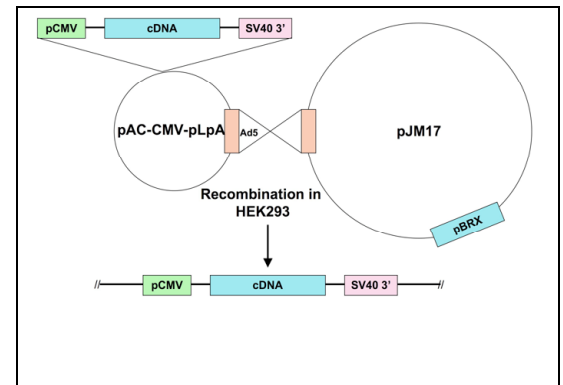 pCMV cDNA SV40 3'
pAC-CMV-pLpA Ad5 pJM17
Recombination in
HEK293
pBRX
// pCMV cDNA SV40 3' //